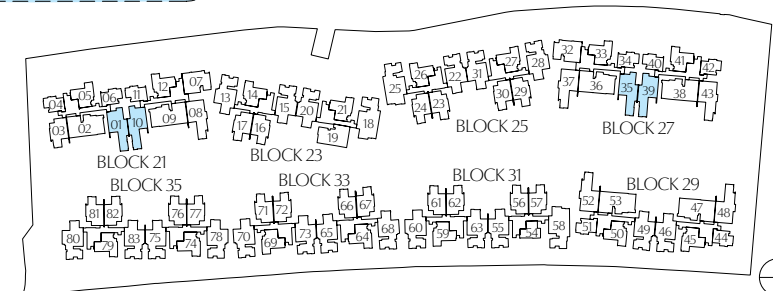 04 05 06 11 12 07
03 02 01 10 09 08
BLOCK 21
13 14 15 20 21 18
17 16 19
BLOCK 23
25 26 22 31 27 28
24 23 30 29
BLOCK 25
32 33 34 40 41 42
37 36 35 39 38 43
BLOCK 27
BLOCK 35
81 82 76 77
80 79 83 75 74 78
BLOCK 33
71 72 66 67
70 69 73 65 64 68
BLOCK 31
61 62 56 57
60 59 63 55 54 58
BLOCK 29
52 53 47 48
51 50 49 46 45 44